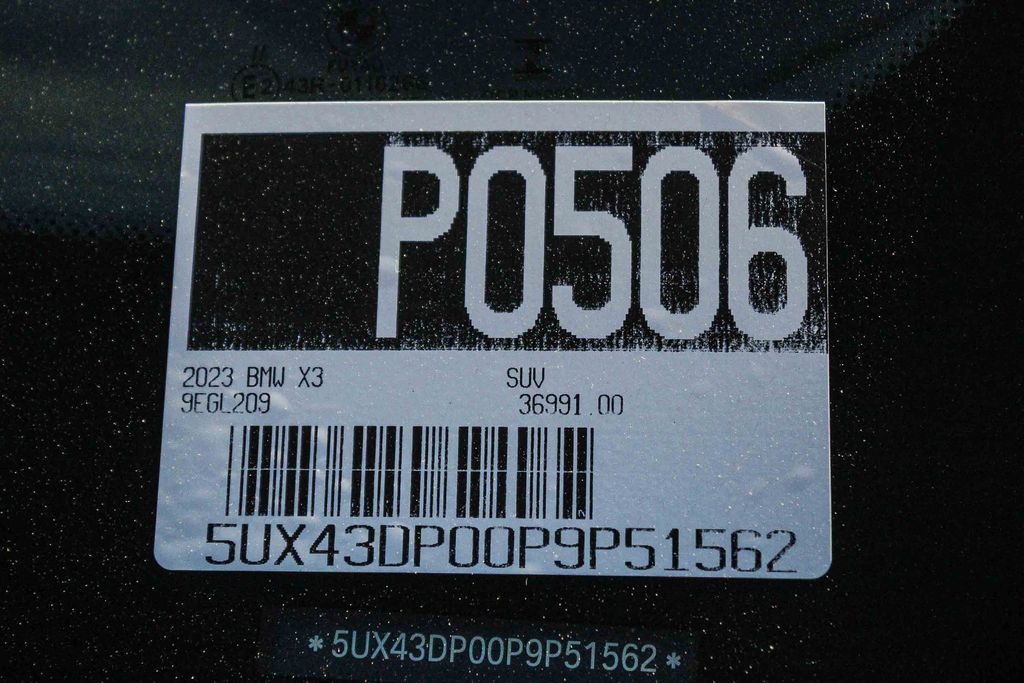 P0506
2023 BMW X3 SUV
9EGL209 36991.00
5UX43DP00P9P51562
*5UX43DP00P9P51562*